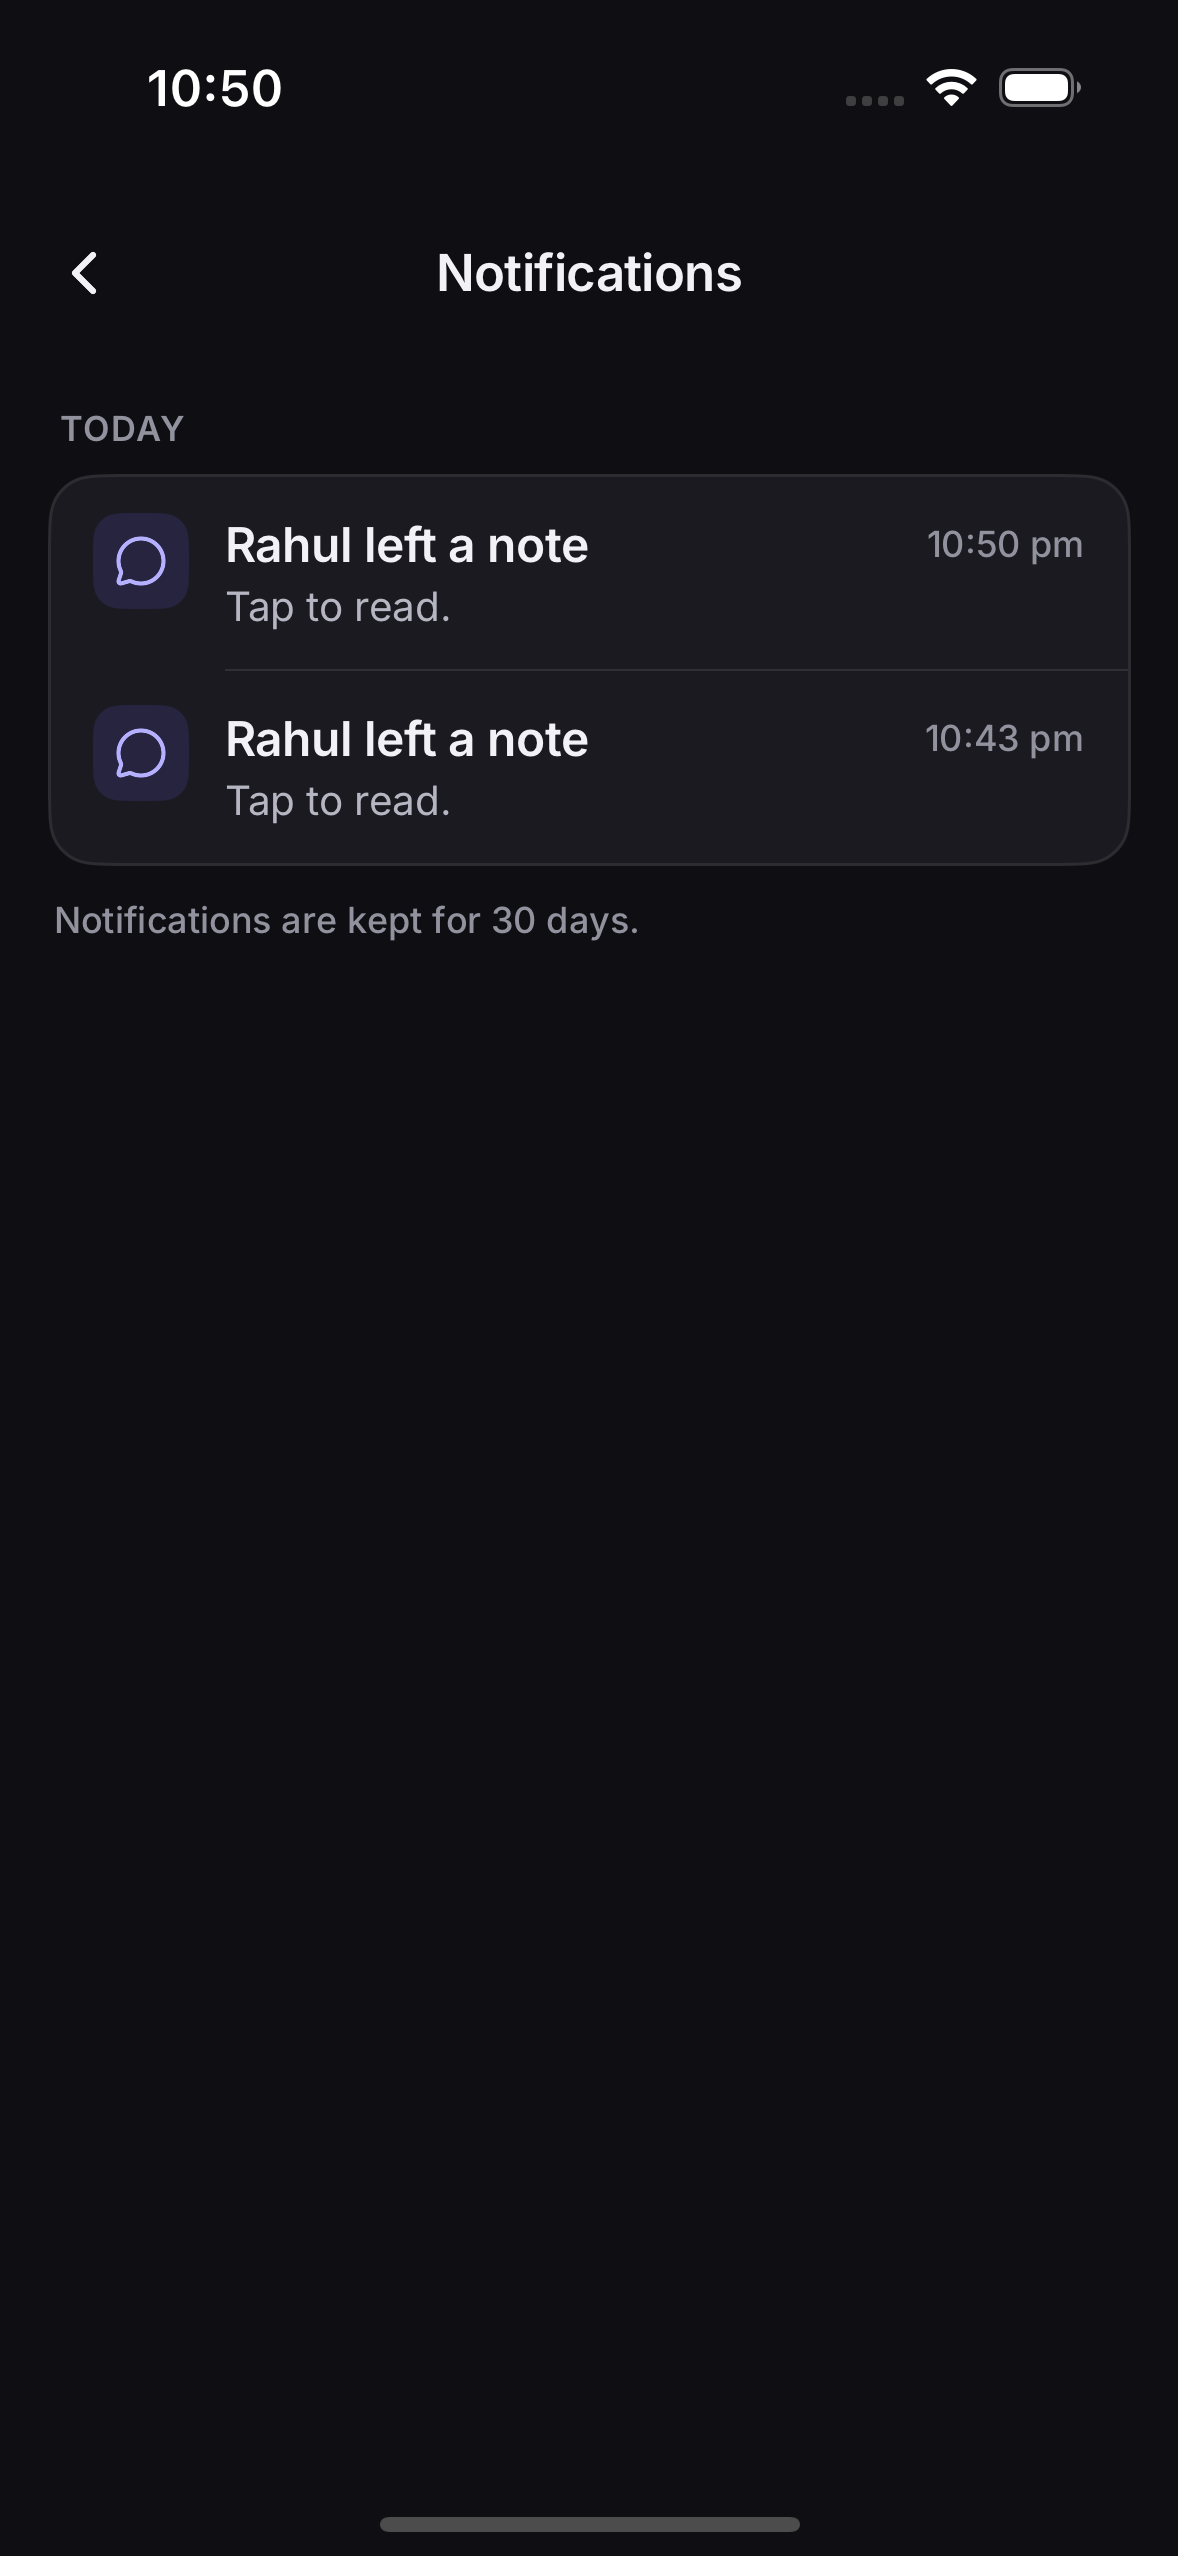 10:50
Notifications
TODAY
Rahul left a note
10:50 pm
Tap to read.
Rahul left a note
10:43 pm
Tap to read.
Notifications are kept for 30 days.